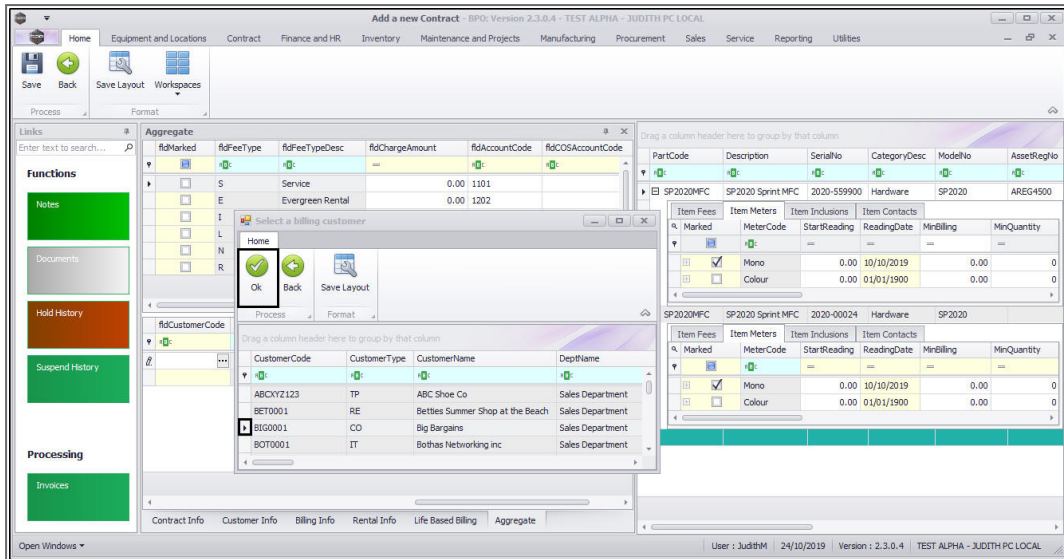 Add a new Contract - BPO: Version 2.3.0.4 - TEST ALPHA - JUDITH PC LOCAL
Home Equipment and Locations Contract Finance and HR Inventory Maintenance and Projects Manufacturing Procurement Sales Service Reporting Utilities
Save Back Save Layout Workspaces
Process Format
Links
Enter text to search...
Functions
Notes
Documents
Hold History
Suspend History
Processing
Invoices
Aggregate
fldMarked fldFeeType fldFeeTypeDesc fldChargeAmount fldAccountCode fldCOSAccountCode
S Service 0.00 1101
E Evergreen Rental 0.00 1202
I
L
N
R
fldCustomerCode
Select a billing customer
Home
Ok Back Save Layout
Process Format
Drag a column header here to group by that column
CustomerCode CustomerType CustomerName DeptName
ABCXYZ123 TP ABC Shoe Co Sales Department
BET0001 RE Betties Summer Shop at the Beach Sales Department
BIG0001 CO Big Bargains Sales Department
BOT0001 IT Bothas Networking inc Sales Department
Contract Info Customer Info Billing Info Rental Info Life Based Billing Aggregate
Drag a column header here to group by that column
PartCode Description SerialNo CategoryDesc ModelNo AssetRegNo
SP2020MFC SP2020 Sprint MFC 2020-559900 Hardware SP2020 AREG4500
Item Fees Item Meters Item Inclusions Item Contacts
Marked MeterCode StartReading ReadingDate MinBilling MinQuantity
Mono 0.00 10/10/2019 0.00 0
Colour 0.00 01/01/1900 0.00 0
SP2020MFC SP2020 Sprint MFC 2020-00024 Hardware SP2020
Item Fees Item Meters Item Inclusions Item Contacts
Marked MeterCode StartReading ReadingDate MinBilling MinQuantity
Mono 0.00 10/10/2019 0.00 0
Colour 0.00 01/01/1900 0.00 0
Open Windows User : JudithM 24/10/2019 Version : 2.3.0.4 TEST ALPHA - JUDITH PC LOCAL